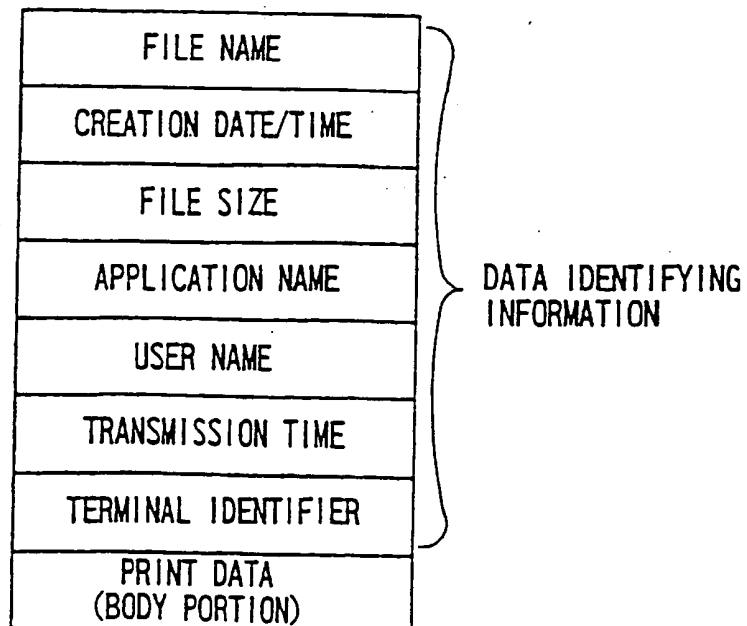 FILE NAME
CREATION DATE/TIME
FILE SIZE
APPLICATION NAME
USER NAME
TRANSMISSION TIME
TERMINAL IDENTIFIER
PRINT DATA
(BODY PORTION)
DATA IDENTIFYING
INFORMATION